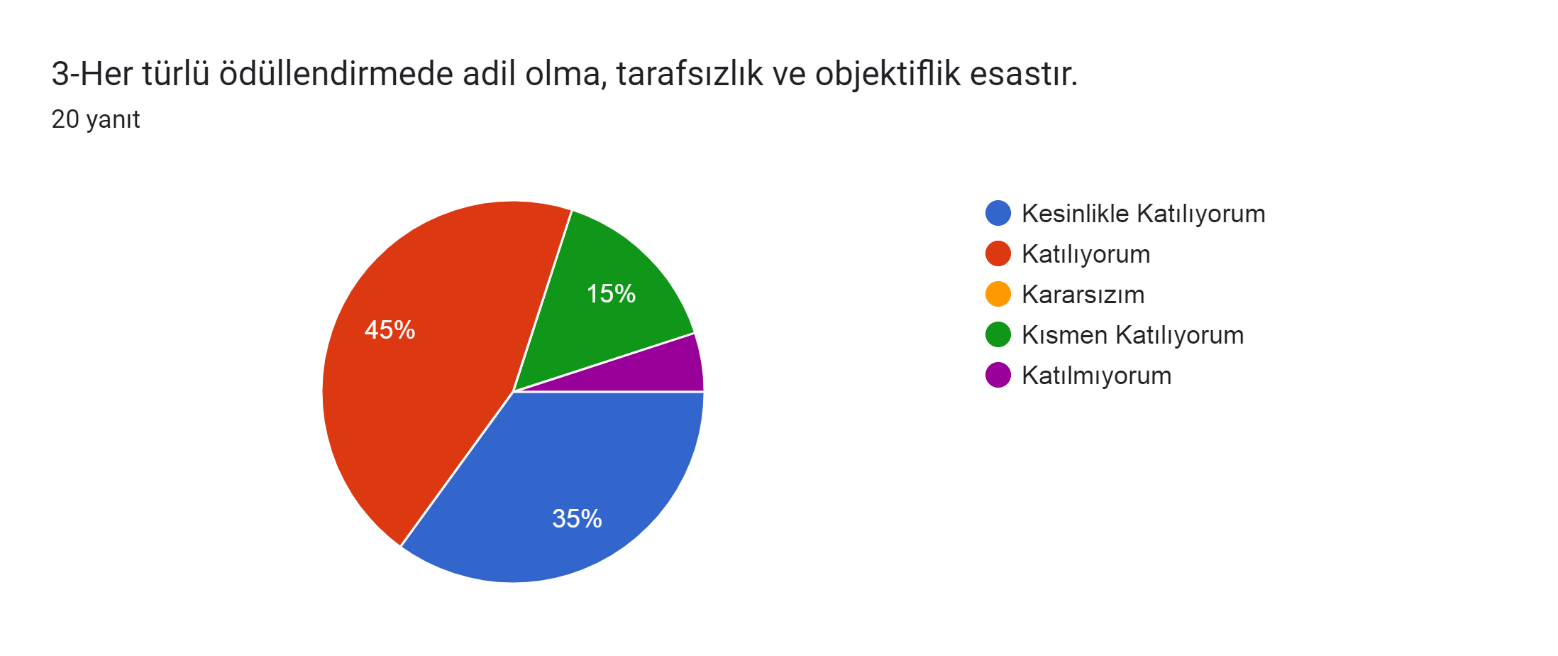 3-Her türlü ödüllendirmede adil olma, tarafsızlık ve objektiflik esastır.
20 yanıt
Kesinlikle Katılıyorum
Katılıyorum
Kararsızım
Kısmen Katılıyorum
Katılmıyorum
15%
45%
35%